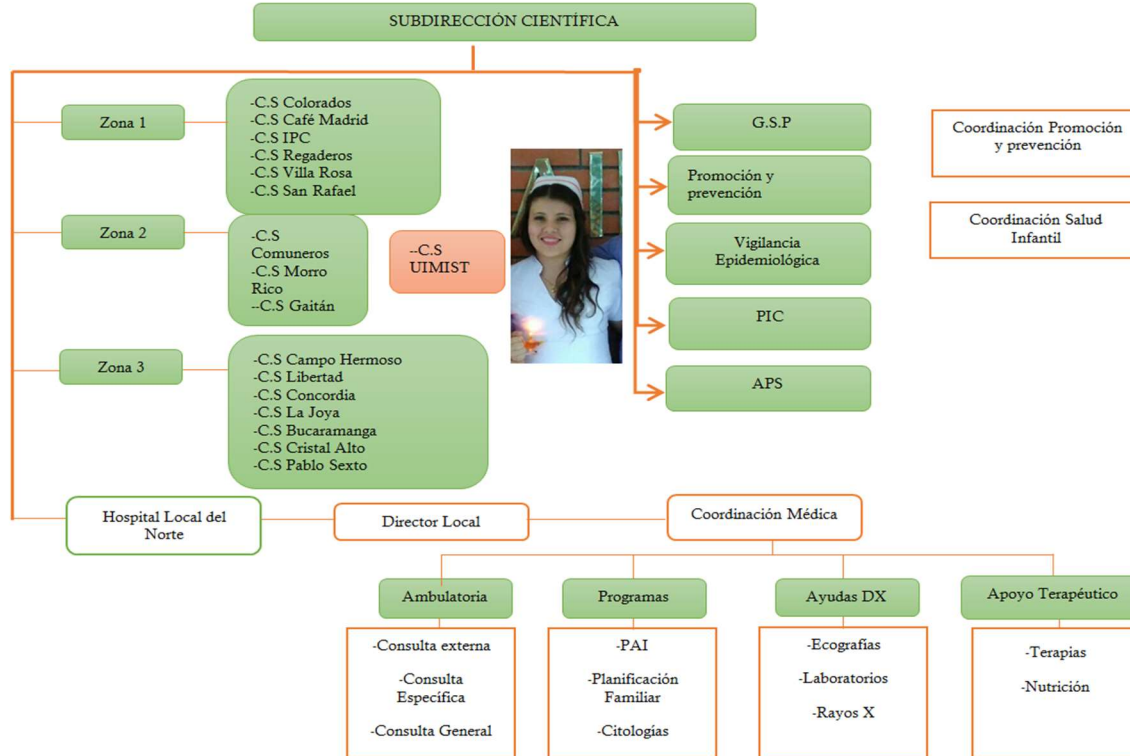 SUBDIRECCIÓN CIENTÍFICA
Zona 1
-C.S Colorados
-C.S Café Madrid
-C.S IPC
-C.S Regaderos
-C.S Villa Rosa
-C.S San Rafael
Zona 2
-C.S
Comuneros
-C.S Morro
Rico
--C.S Gaitán
--C.S
UIMIST
Zona 3
-C.S Campo Hermoso
-C.S Libertad
-C.S Concordia
-C.S La Joya
-C.S Bucaramanga
-C.S Cristal Alto
-C.S Pablo Sexto
G.S.P
Promoción y
prevención
Vigilancia
Epidemiológica
PIC
APS
Coordinación Promoción
y prevención
Coordinación Salud
Infantil
Hospital Local del
Norte
Director Local
Coordinación Médica
Ambulatoria
-Consulta externa
-Consulta
Específica
-Consulta General
Programas
-PAI
-Planificación
Familiar
-Citologías
Ayudas DX
-Ecografías
-Laboratorios
-Rayos X
Apoyo Terapéutico
-Terapias
-Nutrición